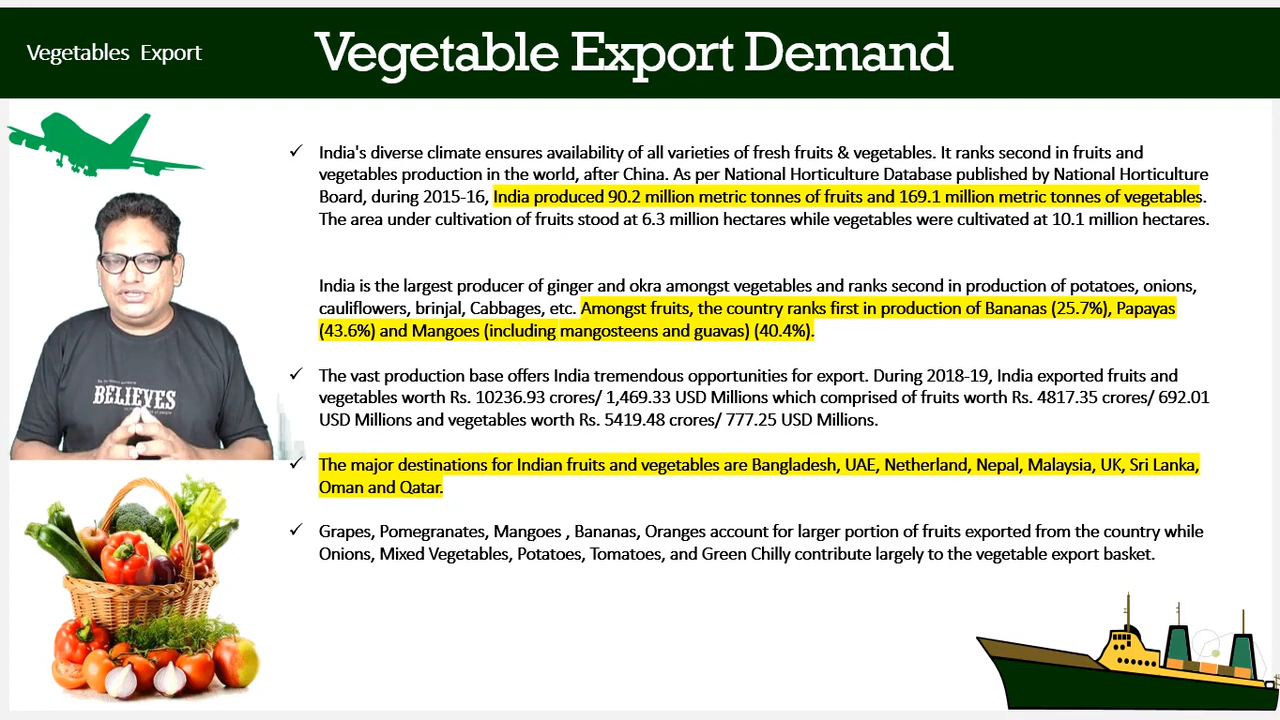 Vegetables Export
Vegetable Export Demand
India's diverse climate ensures availability of all varieties of fresh fruits & vegetables. It ranks second in fruits and
vegetables production in the world, after China. As per National Horticulture Database published by National Horticulture
Board, during 2015-16, India produced 90.2 million metric tonnes of fruits and 169.1 million metric tonnes of vegetables.
The area under cultivation of fruits stood at 6.3 million hectares while vegetables were cultivated at 10.1 million hectares.
India is the largest producer of ginger and okra amongst vegetables and ranks second in production of potatoes, onions,
cauliflowers, brinjal, Cabbages, etc. Amongst fruits, the country ranks first in production of Bananas (25.7%), Papayas
(43.6%) and Mangoes (including mangosteens and guavas) (40.4%).
The vast production base offers India tremendous opportunities for export. During 2018-19, India exported fruits and
vegetables worth Rs. 10236.93 crores/ 1,469.33 USD Millions which comprised of fruits worth Rs. 4817.35 crores/ 692.01
USD Millions and vegetables worth Rs. 5419.48 crores/ 777.25 USD Millions.
The major destinations for Indian fruits and vegetables are Bangladesh, UAE, Netherland, Nepal, Malaysia, UK, Sri Lanka,
Oman and Qatar.
Grapes, Pomegranates, Mangoes , Bananas, Oranges account for larger portion of fruits exported from the country while
Onions, Mixed Vegetables, Potatoes, Tomatoes, and Green Chilly contribute largely to the vegetable export basket.
BELIEVES